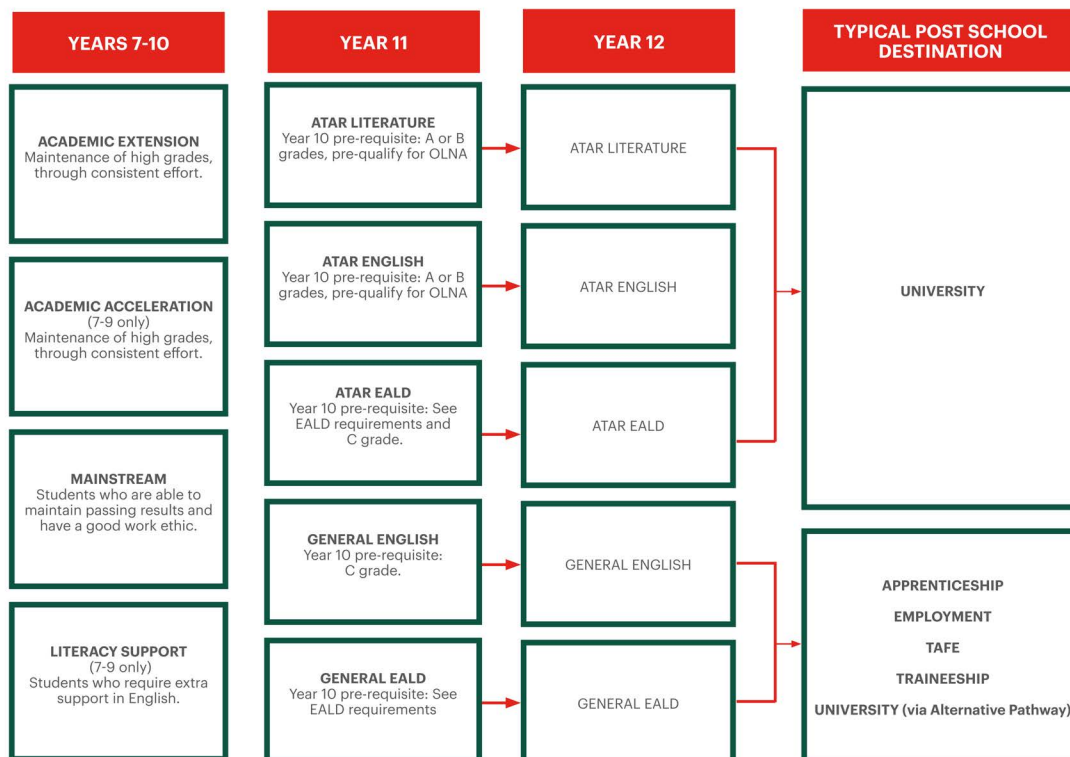 YEARS 7-10
ACADEMIC EXTENSION
Maintenance of high grades,
through consistent effort.
ACADEMIC ACCELERATION
(7-9 only)
Maintenance of high grades,
through consistent effort.
MAINSTREAM
Students who are able to
maintain passing results and
have a good work ethic.
LITERACY SUPPORT
(7-9 only)
Students who require extra
support in English.
YEAR 11
ATAR LITERATURE
Year 10 pre-requisite: A or B
grades, pre-qualify for OLNA
ATAR ENGLISH
Year 10 pre-requisite: A or B
grades, pre-qualify for OLNA
ATAR EALD
Year 10 pre-requisite: See
EALD requirements and
C grade.
GENERAL ENGLISH
Year 10 pre-requisite:
C grade.
GENERAL EALD
Year 10 pre-requisite: See
EALD requirements
YEAR 12
ATAR LITERATURE
ATAR ENGLISH
ATAR EALD
GENERAL ENGLISH
GENERAL EALD
TYPICAL POST SCHOOL
DESTINATION
UNIVERSITY
APPRENTICESHIP
EMPLOYMENT
TAFE
TRAINEESHIP
UNIVERSITY (via Alternative Pathway)